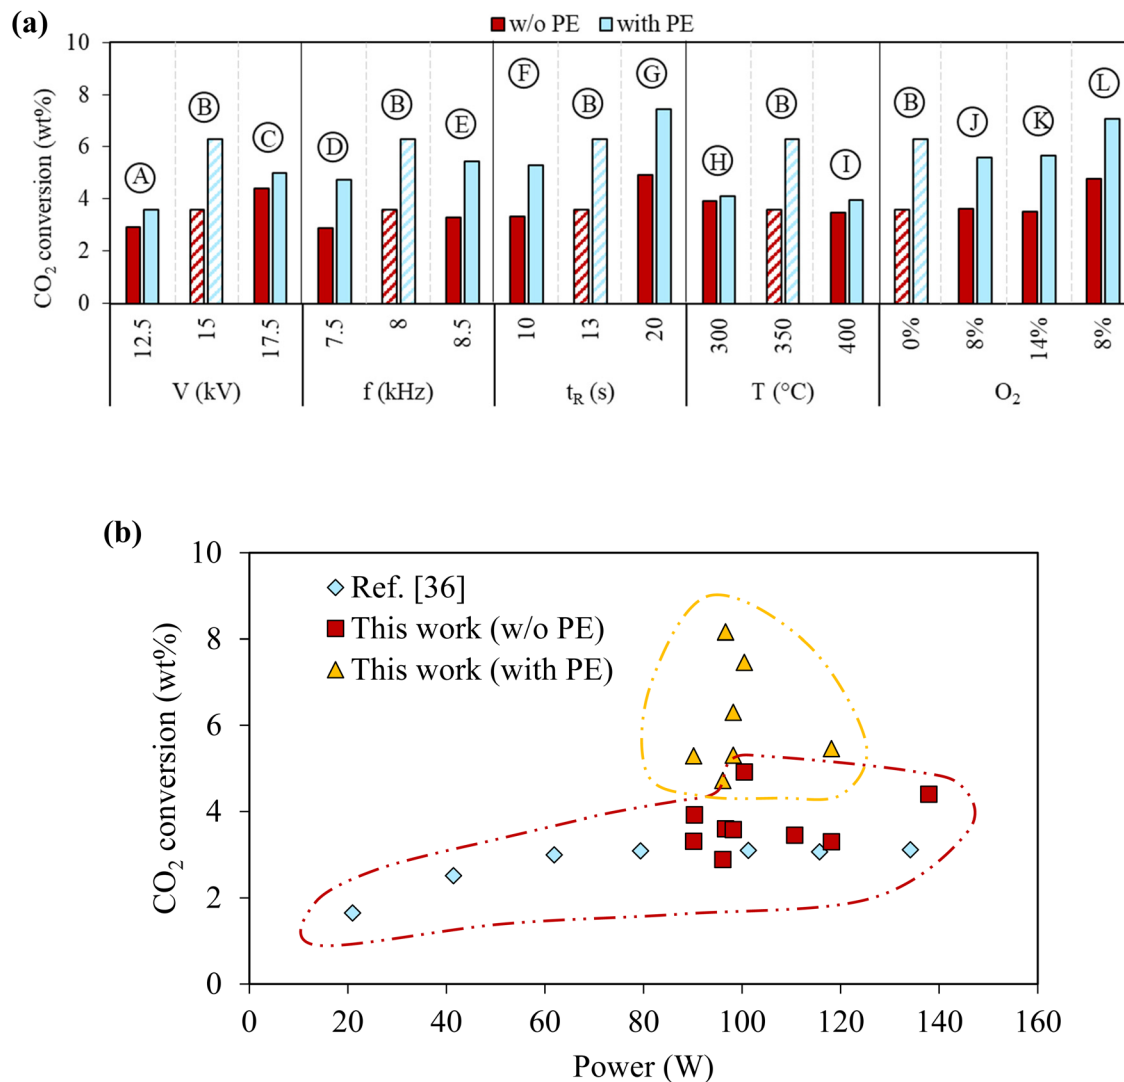 (a)
w/o PE with PE
CO₂ conversion (wt%)
10
8
6
4
2
0
A B C D B E F B G H B I B J K L
12.5 15 17.5 7.5 8 8.5 10 13 20 300 350 400 0% 8% 14% 8%
V (kV) f (kHz) t_R (s) T (°C) O₂
(b)
CO₂ conversion (wt%)
10
8
6
4
2
0
Ref. [36]
This work (w/o PE)
This work (with PE)
0 20 40 60 80 100 120 140 160
Power (W)